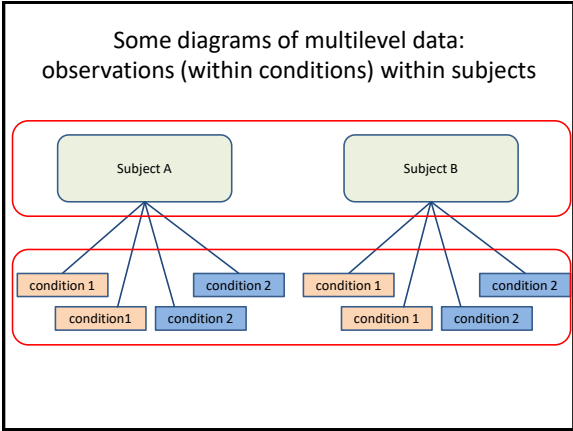 Some diagrams of multilevel data:
observations (within conditions) within subjects
Subject A
Subject B
condition 1
condition 2
condition 1
condition 2
condition1
condition 2
condition 1
condition 2